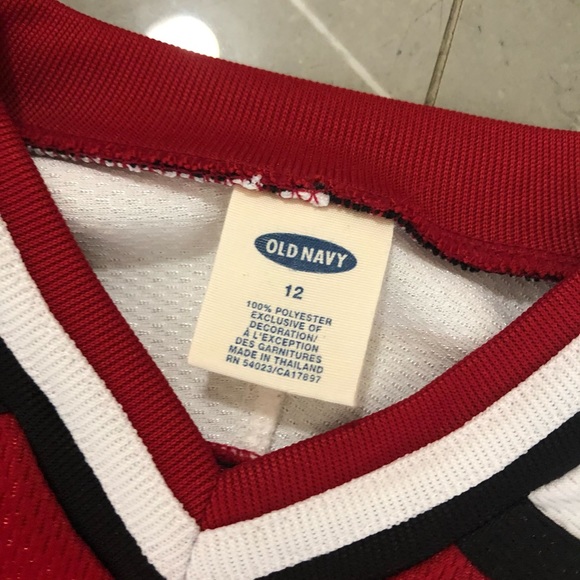 OLD NAVY
12
100% POLYESTER
EXCLUSIVE OF
DECORATION/
À L'EXCEPTION
DES GARNITURES
MADE IN THAILAND
RN 54023/CA17897